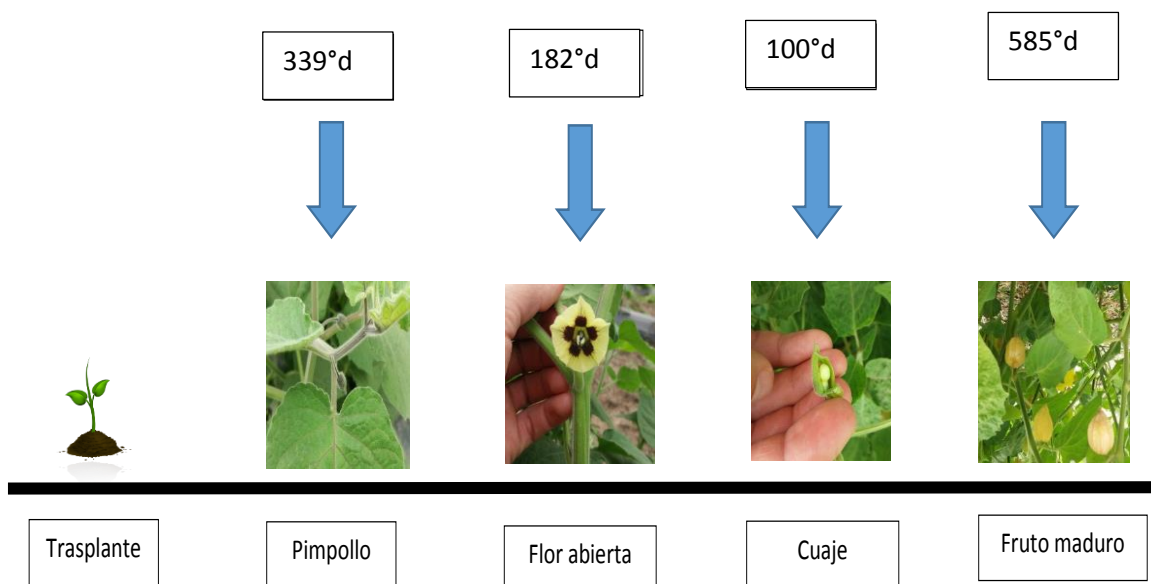 339°d
182°d
100°d
585°d
Trasplante
Pimpollo
Flor abierta
Cuaje
Fruto maduro